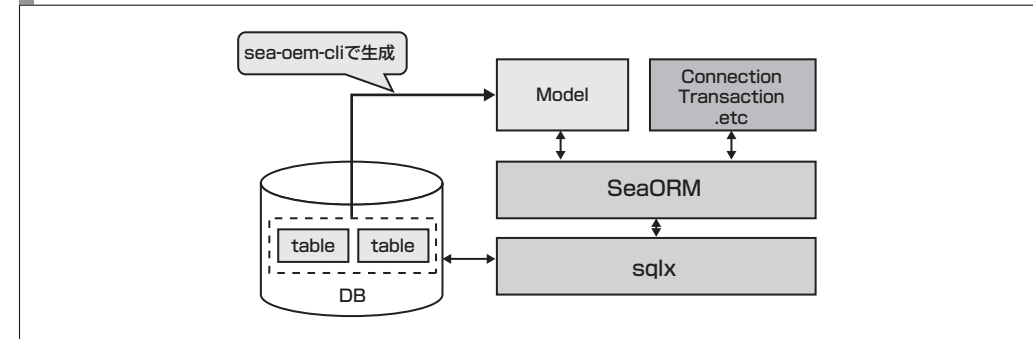 sea-oem-cliで生成
Model
Connection
Transaction
.etc
SeaORM
table
table
sqlx
DB